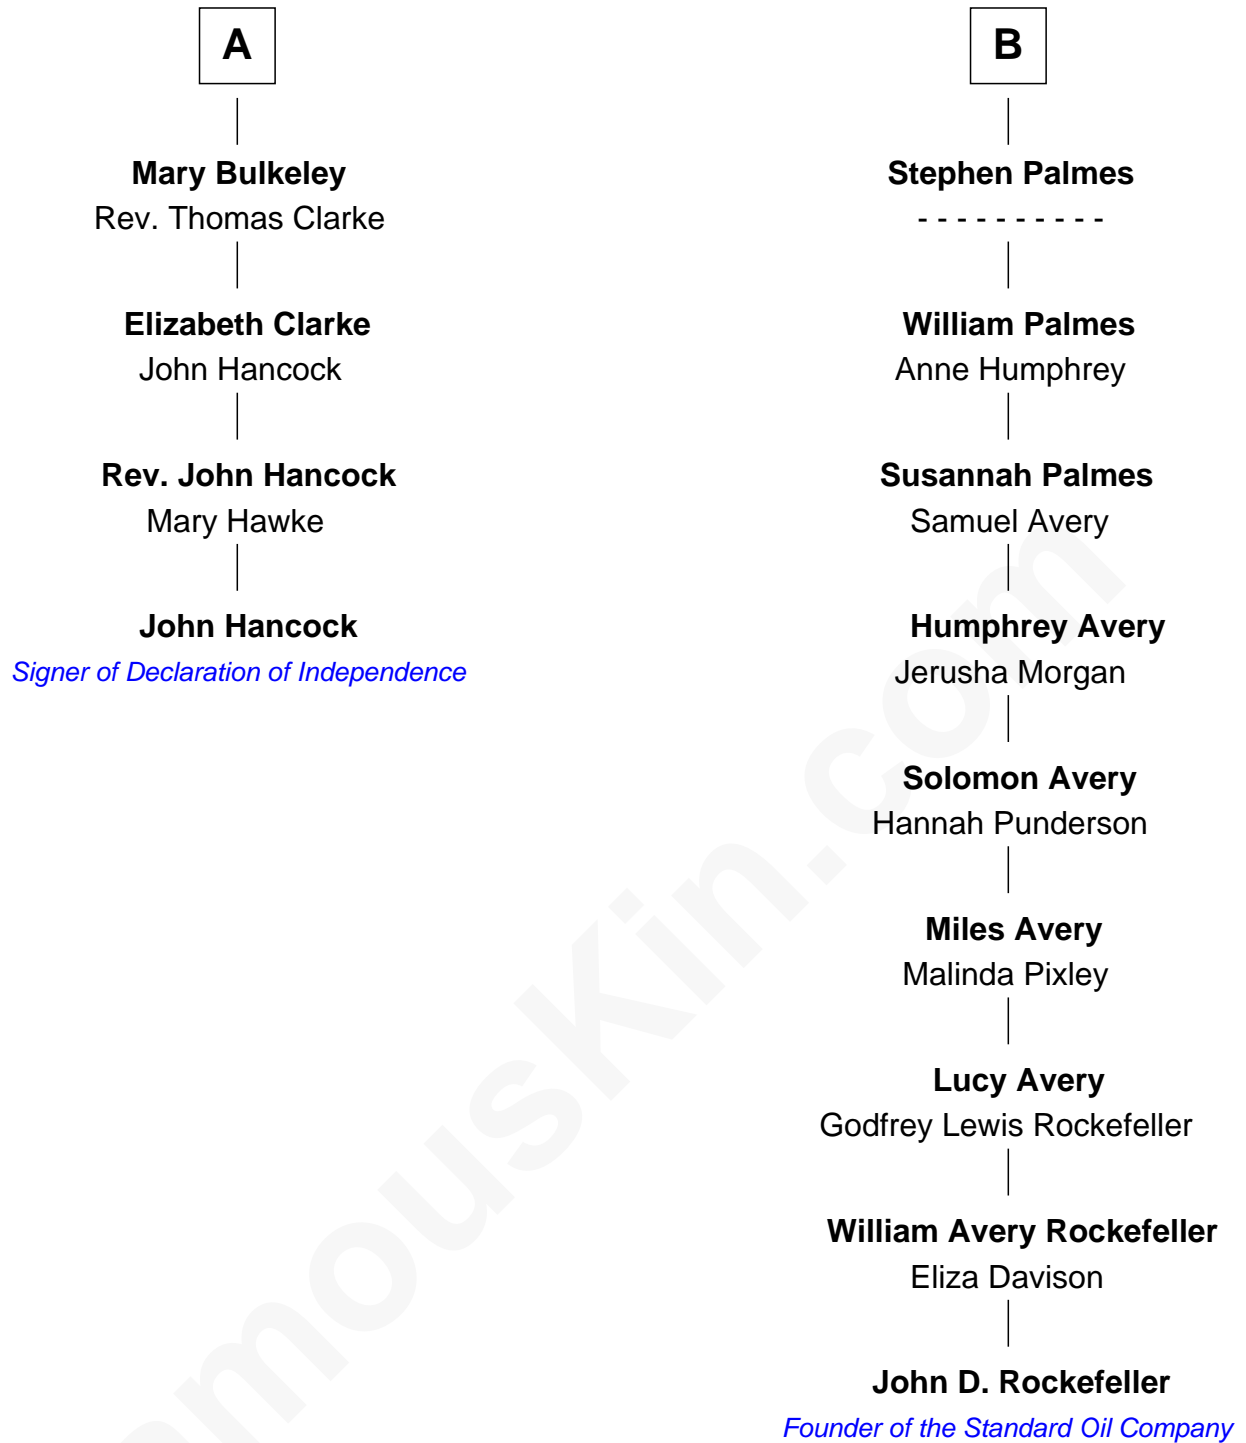 A
Mary Bulkeley
Rev. Thomas Clarke
Elizabeth Clarke
John Hancock
Rev. John Hancock
Mary Hawke
John Hancock
Signer of Declaration of Independence
B
Stephen Palmes
- - - - - - - - - -
William Palmes
Anne Humphrey
Susannah Palmes
Samuel Avery
Humphrey Avery
Jerusha Morgan
Solomon Avery
Hannah Punderson
Miles Avery
Malinda Pixley
Lucy Avery
Godfrey Lewis Rockefeller
William Avery Rockefeller
Eliza Davison
John D. Rockefeller
Founder of the Standard Oil Company
amouskin.com